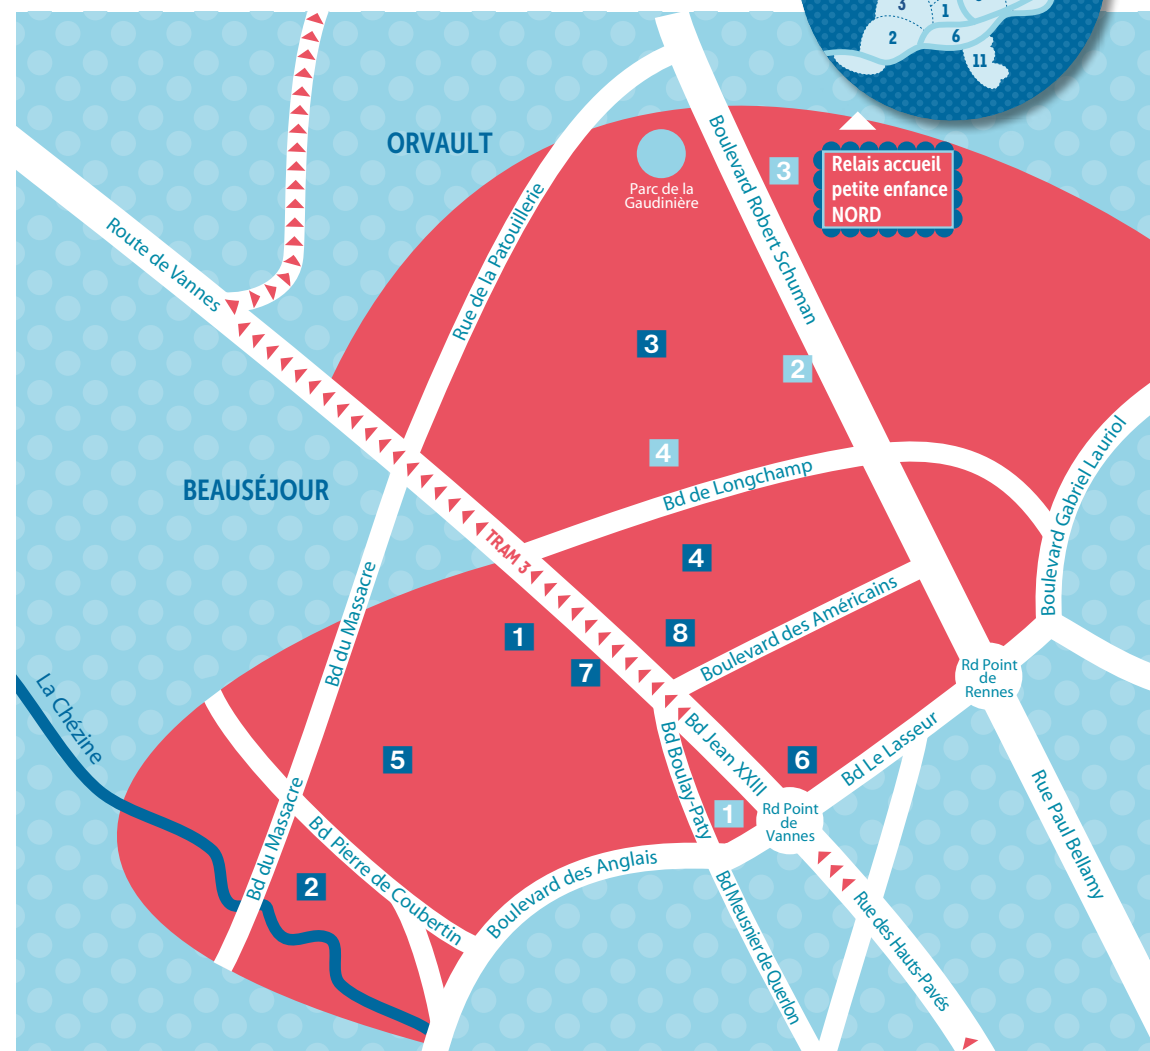 3
1
2
6
11
ORVAULT
Parc de la
Gaudinière
Boulevard Robert Schuman
3
Relais accueil
petite enfance
NORD
Route de Vannes
Rue de la Patouillerie
3
2
4
Bd de Longchamp
Boulevard Gabriel Lauriol
BEAUSÉJOUR
TRAM 3
4
Bd du Massacre
1
8
Boulevard des Américains
7
Rd Point
de
Rennes
La Chézine
5
Bd Boulay-Paty
Bd Jean XXIII
6
Bd Le Lasseur
1
Rd Point
de
Vannes
Rue Paul Bellamy
Bd du Massacre
Bd Pierre de Coubertin
2
Boulevard des Anglais
Bd Meusnier de Querlon
Rue des Hauts-Pavés